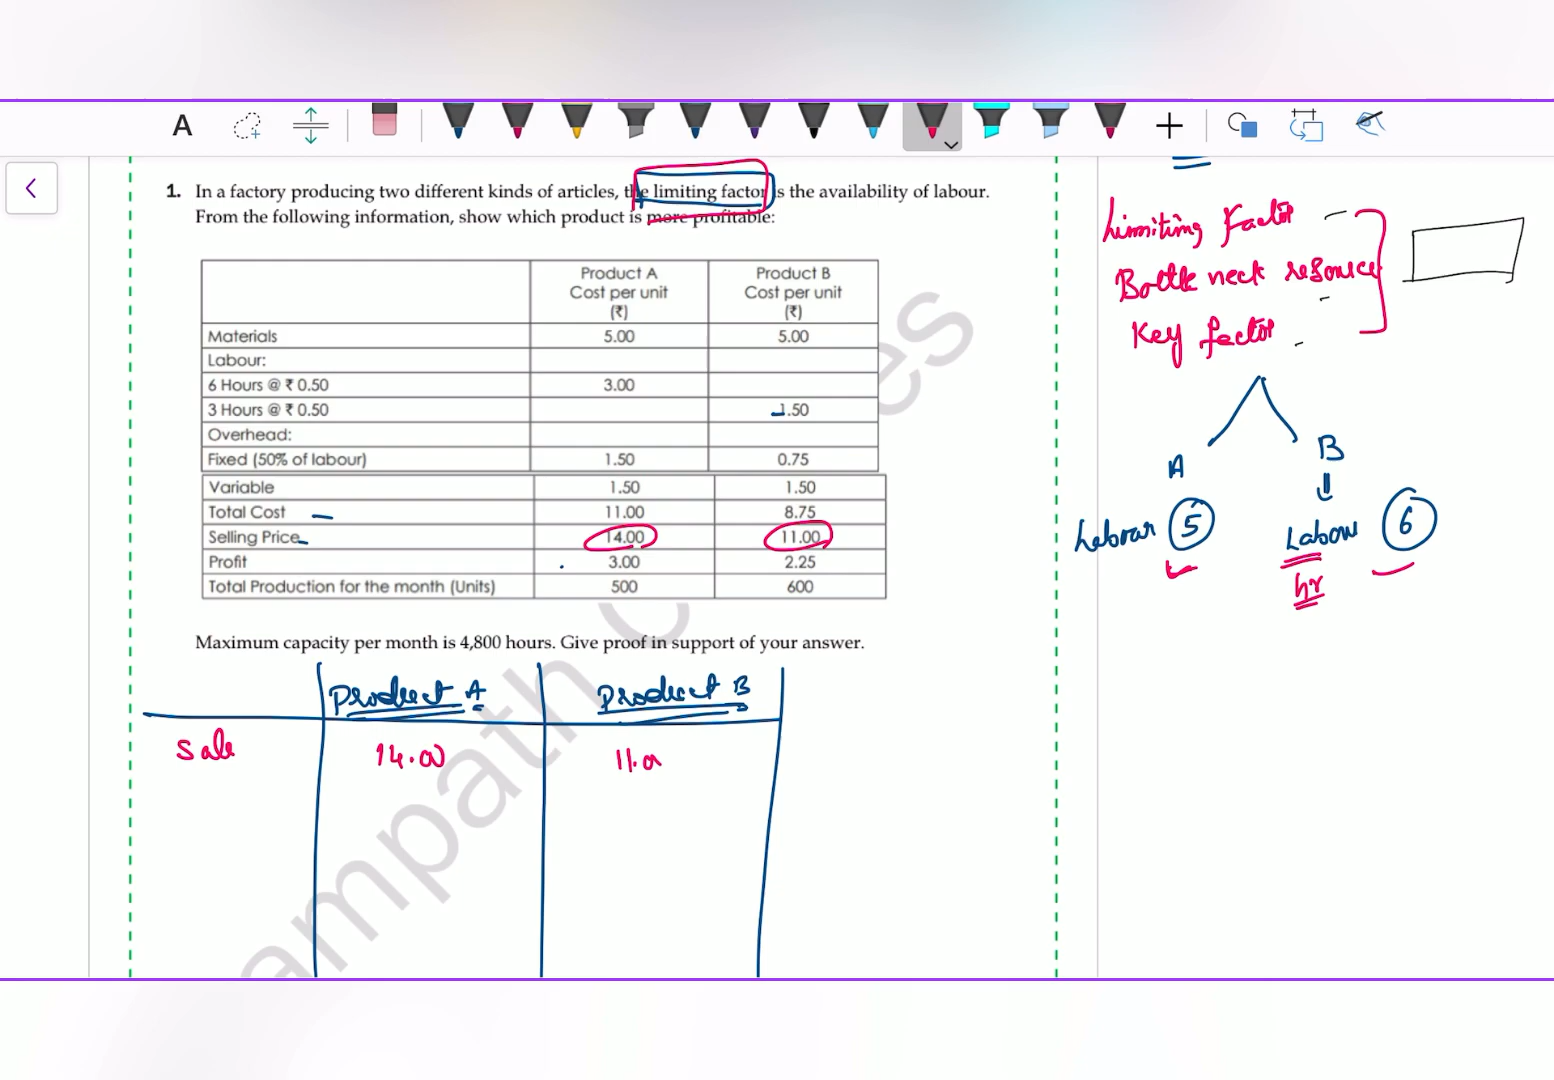 A
1. In a factory producing two different kinds of articles, the limiting factor is the availability of labour.
From the following information, show which product is more profitable:
Product A Cost per unit (₹) Product B Cost per unit (₹)
Materials 5.00 5.00
Labour:
6 Hours @ ₹ 0.50 3.00
3 Hours @ ₹ 0.50 1.50
Overhead:
Fixed (50% of labour) 1.50 0.75
Variable 1.50 1.50
Total Cost 11.00 8.75
Selling Price 14.00 11.00
Profit 3.00 2.25
Total Production for the month (Units) 500 600
Maximum capacity per month is 4,800 hours. Give proof in support of your answer.
Product A Product B
Sale 14.00 11.0
Limiting Factor
Bottle neck resource
Key factor
A B
Labour 5 Labour 6
hr